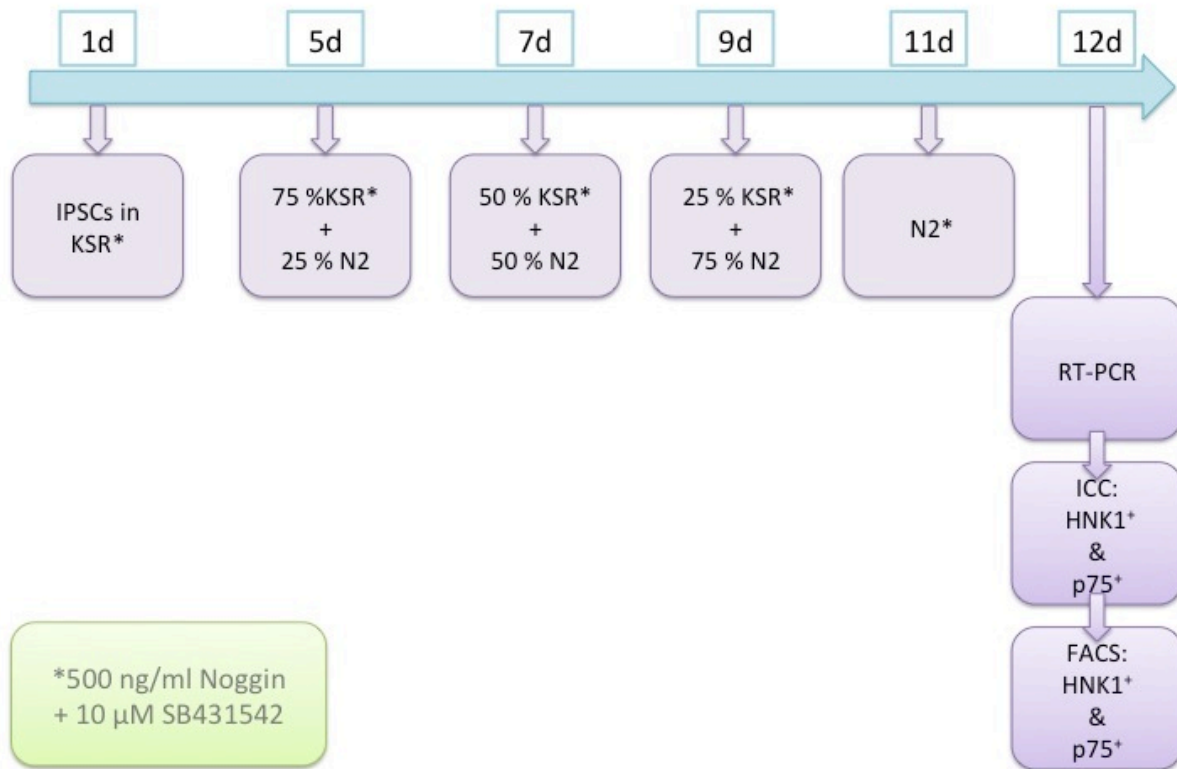 1d
5d
7d
9d
11d
12d
IPSCs in
KSR*
75 %KSR*
+
25 % N2
50 % KSR*
+
50 % N2
25 % KSR*
+
75 % N2
N2*
RT-PCR
ICC:
HNK1⁺
&
p75⁺
FACS:
HNK1⁺
&
p75⁺
*500 ng/ml Noggin
+ 10 µM SB431542